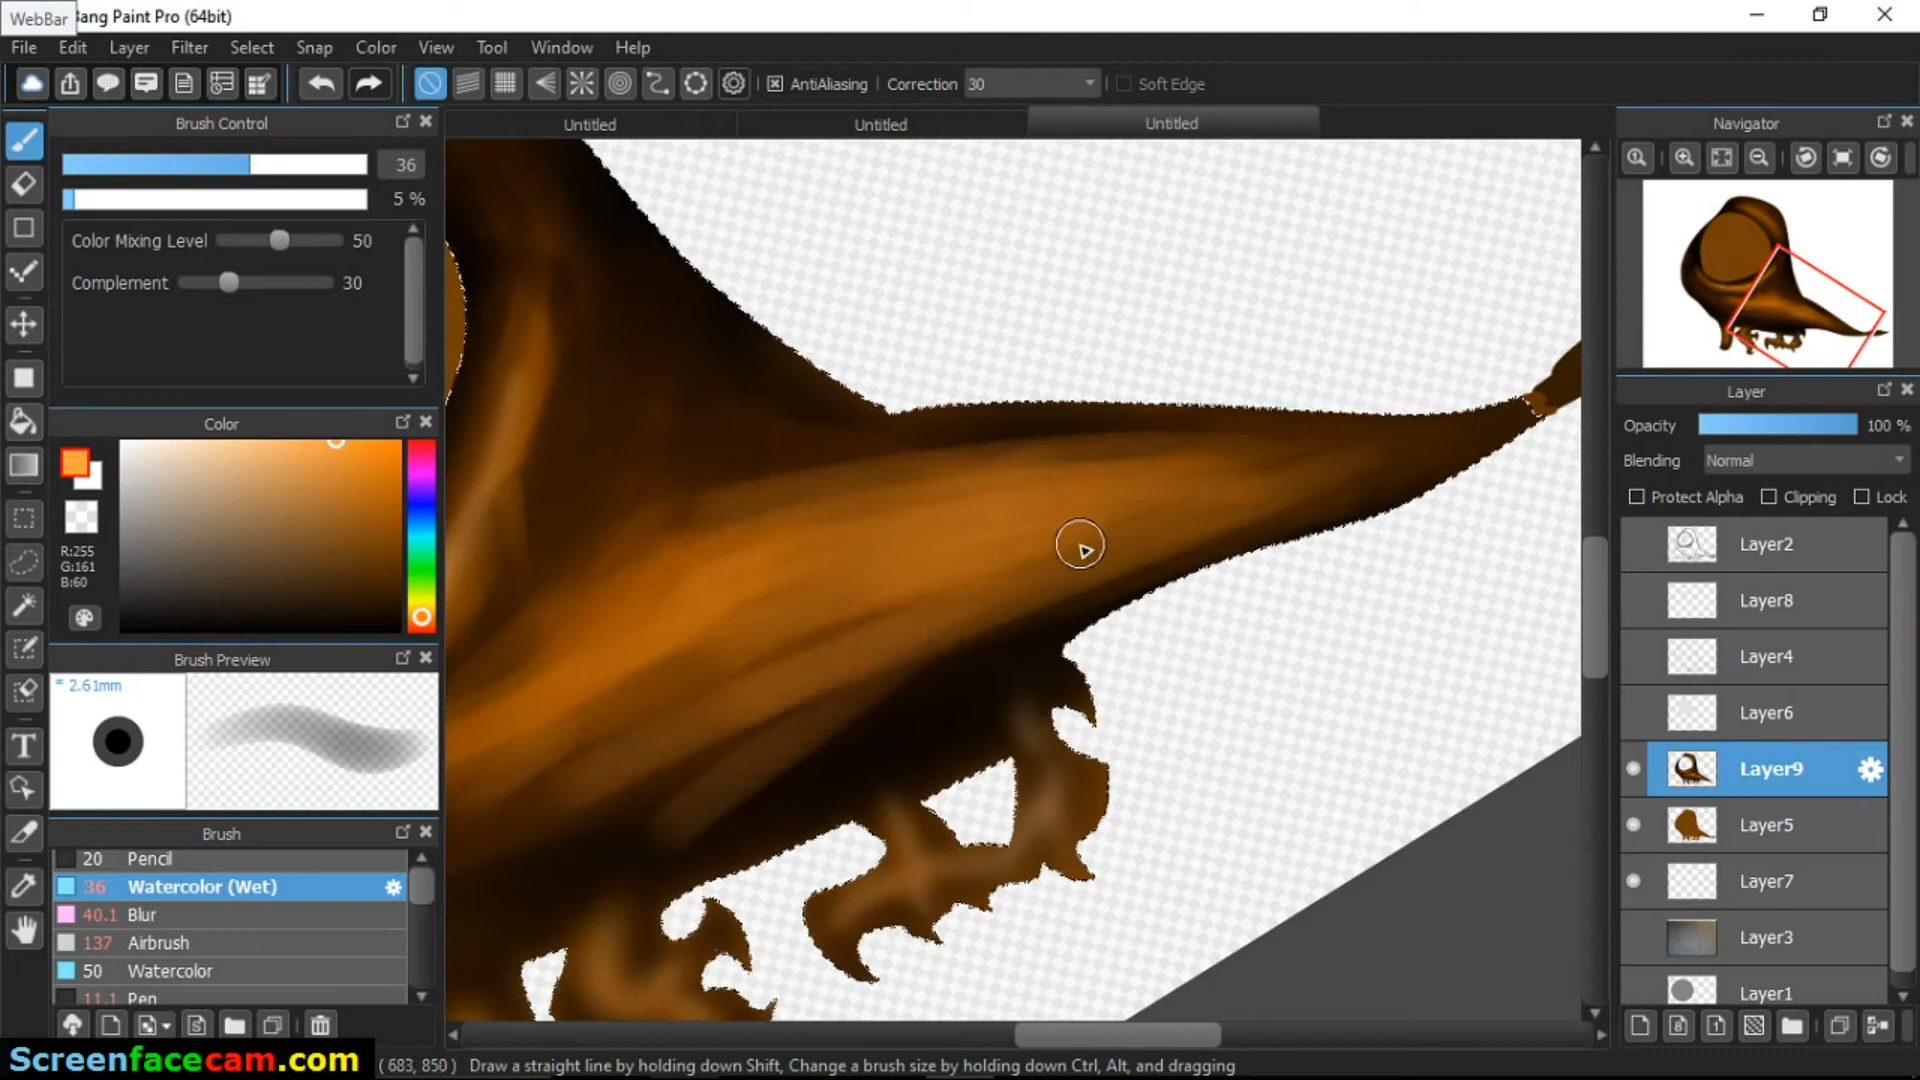 WebBar
Bang Paint Pro (64bit)
File Edit Layer Filter Select Snap Color View Tool Window Help
AntiAliasing Correction 30 Soft Edge
Brush Control
36
5 %
Color Mixing Level 50
Complement 30
Color
R:255
G:161
B:60
Brush Preview
* 2.61mm
Brush
20 Pencil
36 Watercolor (Wet)
40.1 Blur
137 Airbrush
50 Watercolor
11.1 Pen
Untitled Untitled Untitled
Navigator
Layer
Opacity 100 %
Blending Normal
Protect Alpha Clipping Lock
Layer2
Layer8
Layer4
Layer6
Layer9
Layer5
Layer7
Layer3
Layer1
Screenfacecam.com
( 683, 850 ) Draw a straight line by holding down Shift, Change a brush size by holding down Ctrl, Alt, and dragging